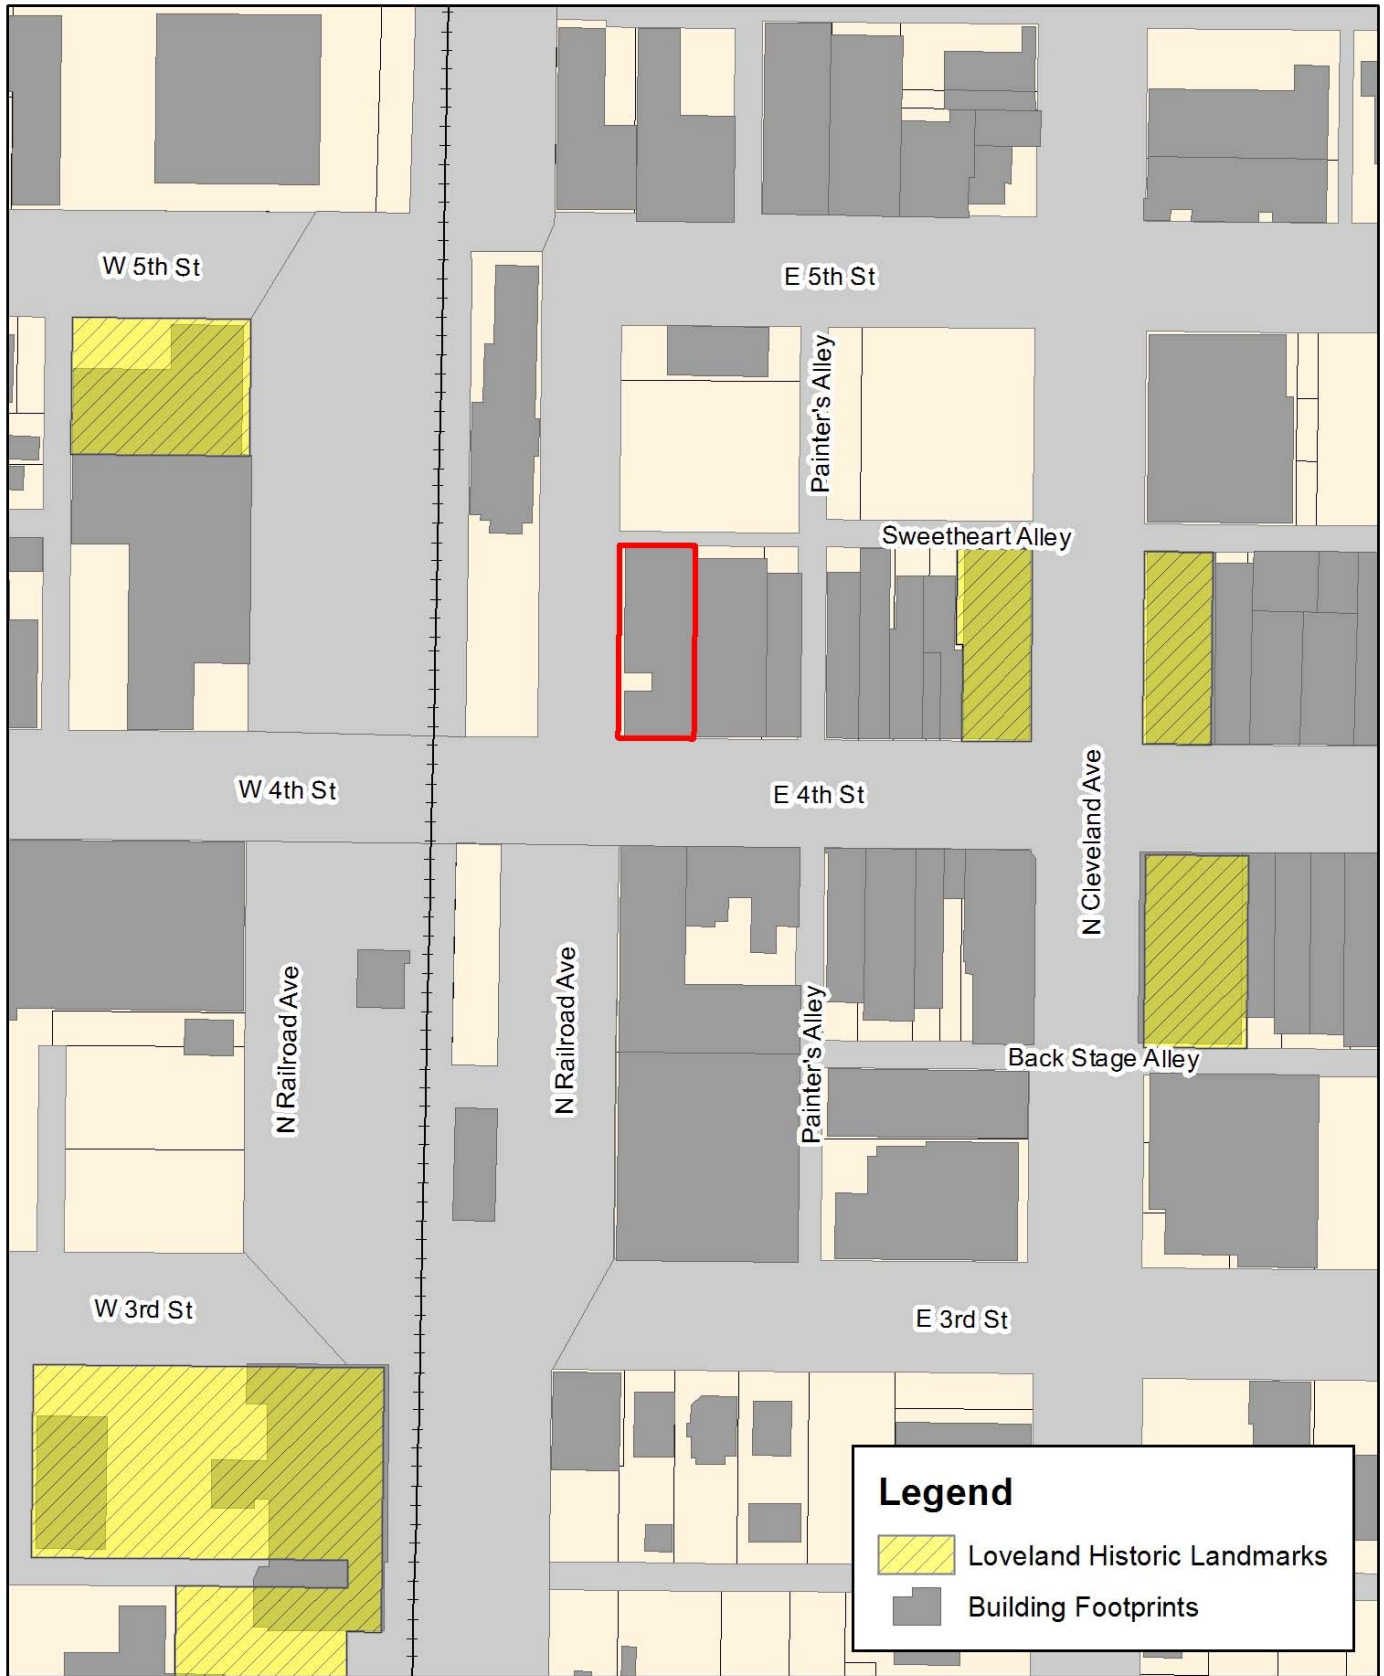 W 5th St
E 5th St
Painter's Alley
Sweetheart Alley
W 4th St
E 4th St
N Cleveland Ave
N Railroad Ave
N Railroad Ave
Painter's Alley
Back Stage Alley
W 3rd St
E 3rd St
Legend
Loveland Historic Landmarks
Building Footprints